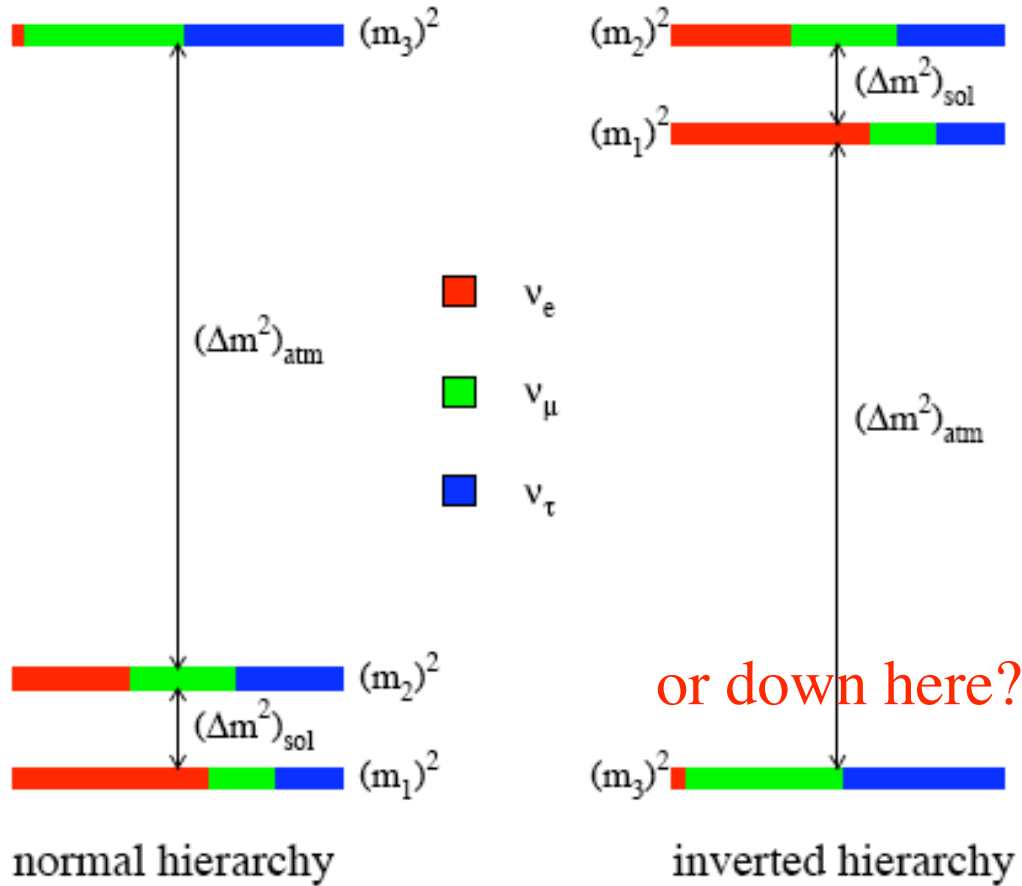 (m₃)²
(Δm²)atm
(m₂)²
(Δm²)sol
(m₁)²
normal hierarchy
νe
νμ
ντ
(m₂)²
(Δm²)sol
(m₁)²
(Δm²)atm
or down here?
(m₃)²
inverted hierarchy